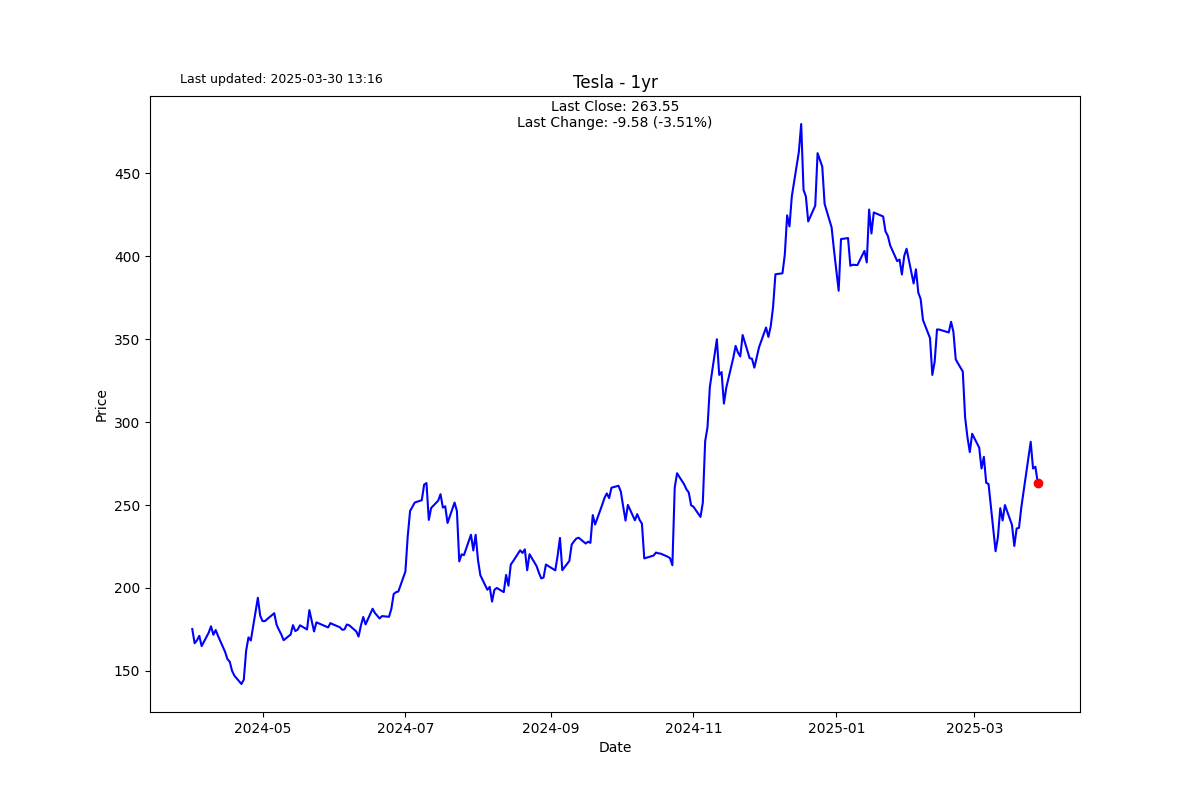 Last updated: 2025-03-30 13:16
Tesla - 1yr
Last Close: 263.55
Last Change: -9.58 (-3.51%)
450
400
350
300
250
200
150
Price
2024-05
2024-07
2024-09
2024-11
2025-01
2025-03
Date